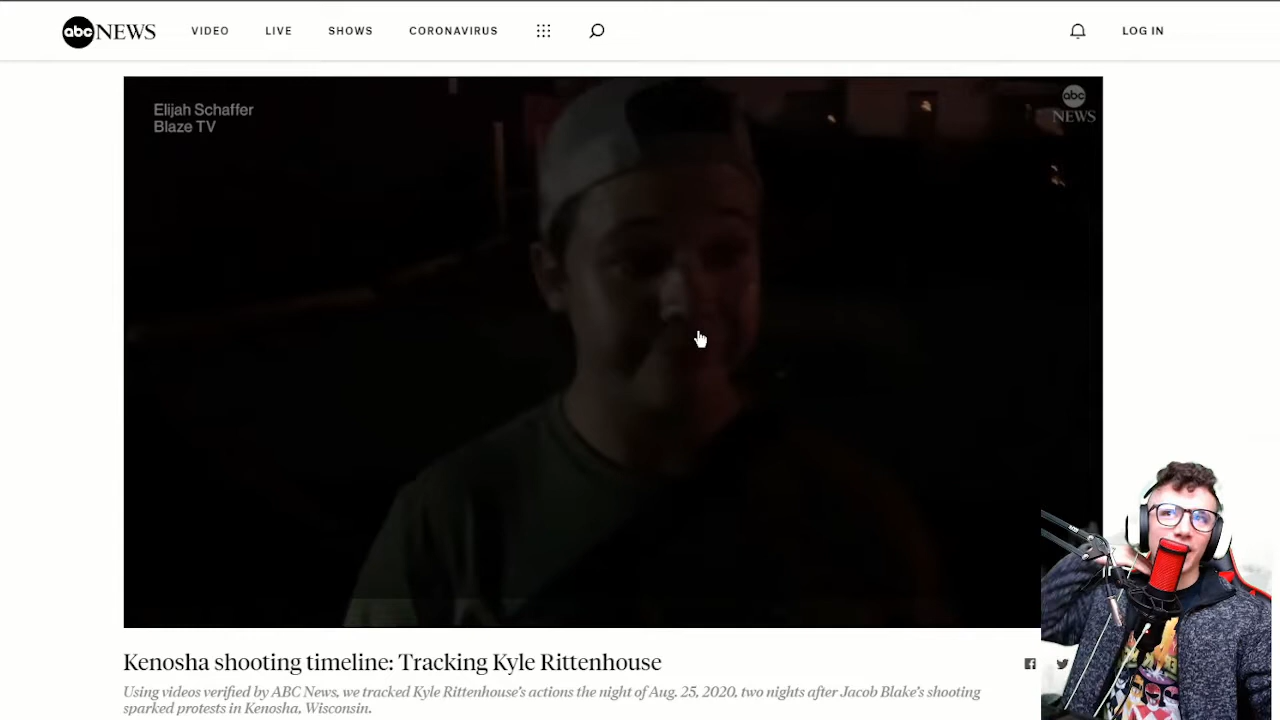 abc NEWS VIDEO LIVE SHOWS CORONAVIRUS LOG IN
Elijah Schaffer
Blaze TV
abc
NEWS
Kenosha shooting timeline: Tracking Kyle Rittenhouse
Using videos verified by ABC News, we tracked Kyle Rittenhouse's actions the night of Aug. 25, 2020, two nights after Jacob Blake's shooting
sparked protests in Kenosha, Wisconsin.